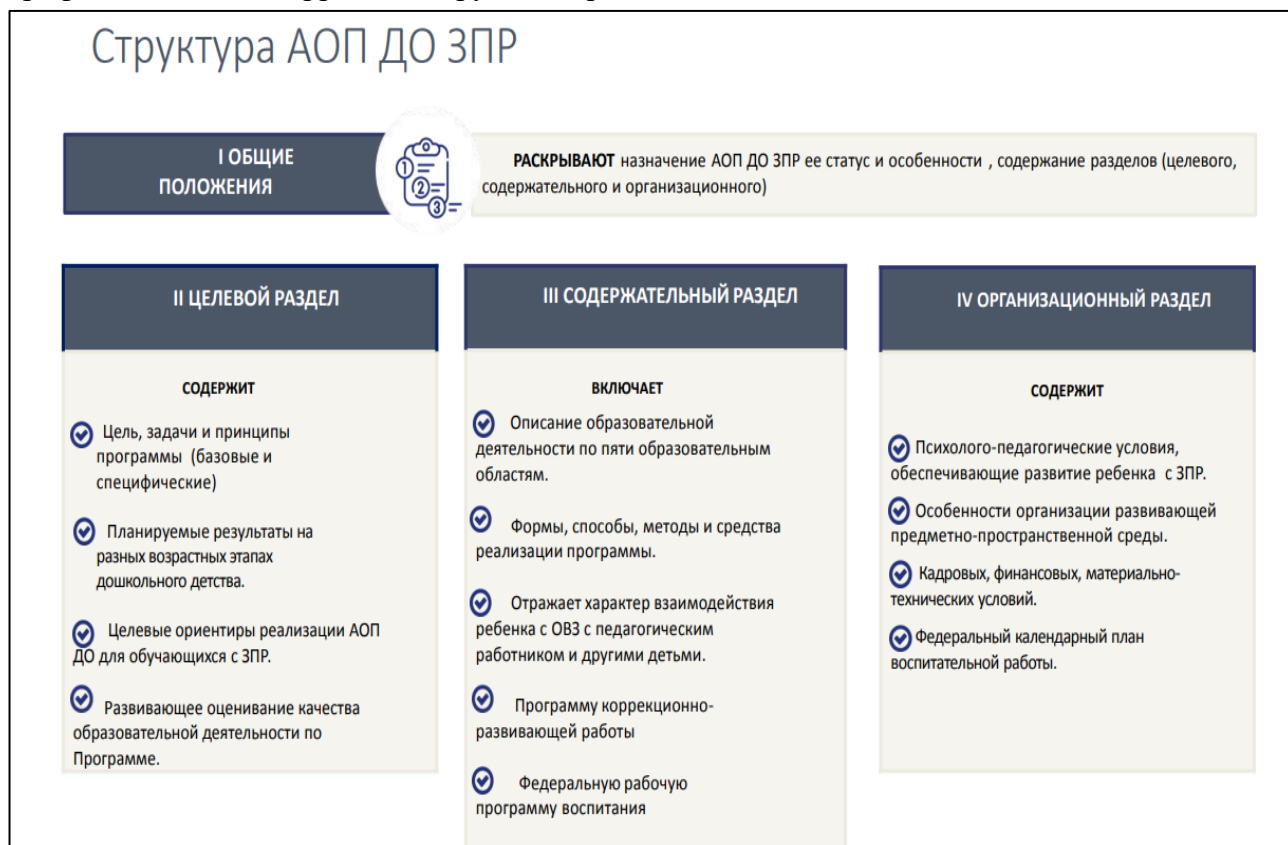 Структура АОП ДО ЗПР
I ОБЩИЕ
ПОЛОЖЕНИЯ
1
2
3
РАСКРЫВАЮТ назначение АОП ДО ЗПР ее статус и особенности , содержание разделов (целевого,
содержательного и организационного)
II ЦЕЛЕВОЙ РАЗДЕЛ
СОДЕРЖИТ
Цель, задачи и принципы
программы (базовые и
специфические)
Планируемые результаты на
разных возрастных этапах
дошкольного детства.
Целевые ориентиры реализации АОП
ДО для обучающихся с ЗПР.
Развивающее оценивание качества
образовательной деятельности по
Программе.
III СОДЕРЖАТЕЛЬНЫЙ РАЗДЕЛ
ВКЛЮЧАЕТ
Описание образовательной
деятельности по пяти образовательным
областям.
Формы, способы, методы и средства
реализации программы.
Отражает характер взаимодействия
ребенка с ОВЗ с педагогическим
работником и другими детьми.
Программу коррекционно-
развивающей работы
Федеральную рабочую
программу воспитания
IV ОРГАНИЗАЦИОННЫЙ РАЗДЕЛ
СОДЕРЖИТ
Психолого-педагогические условия,
обеспечивающие развитие ребенка с ЗПР.
Особенности организации развивающей
предметно-пространственной среды.
Кадровых, финансовых, материально-
технических условий.
Федеральный календарный план
воспитательной работы.